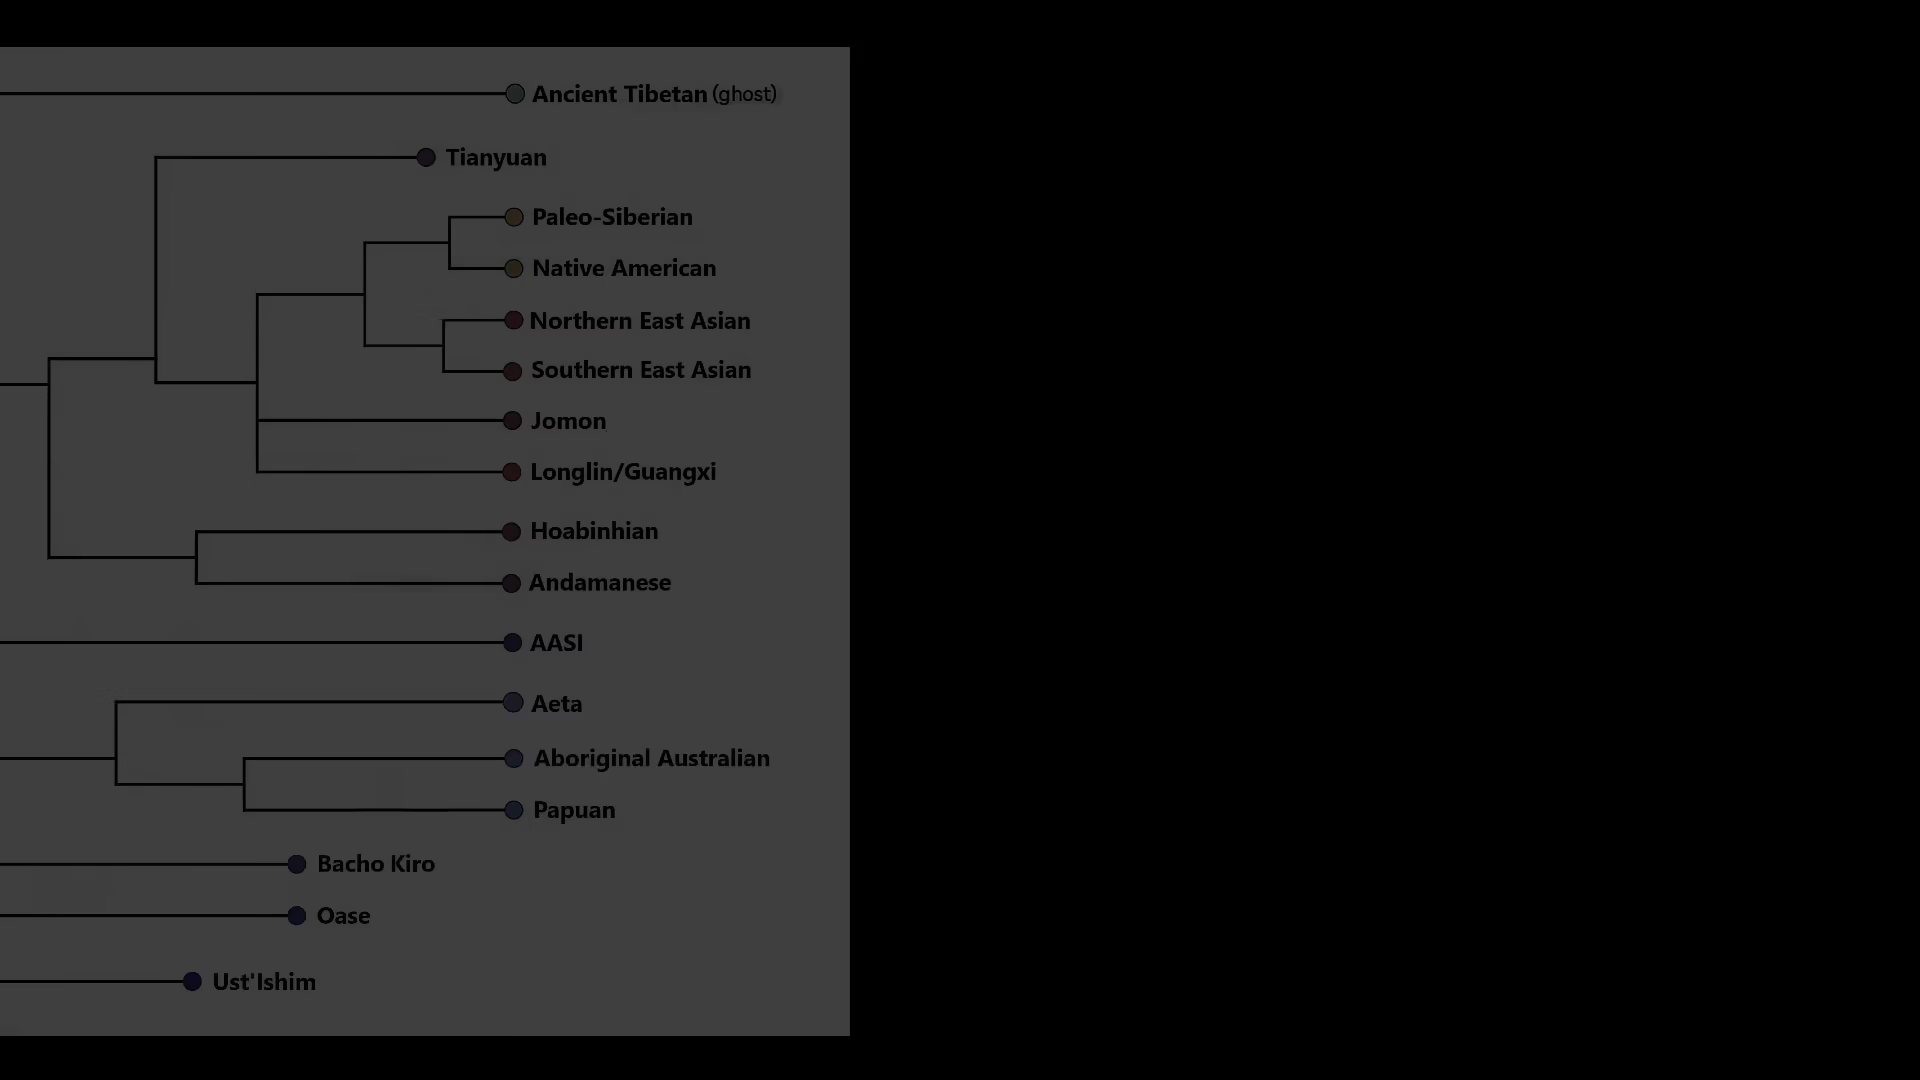 Ancient Tibetan (ghost)
Tianyuan
Paleo-Siberian
Native American
Northern East Asian
Southern East Asian
Jomon
Longlin/Guangxi
Hoabinhian
Andamanese
AASI
Aeta
Aboriginal Australian
Papuan
Bacho Kiro
Oase
Ust'Ishim